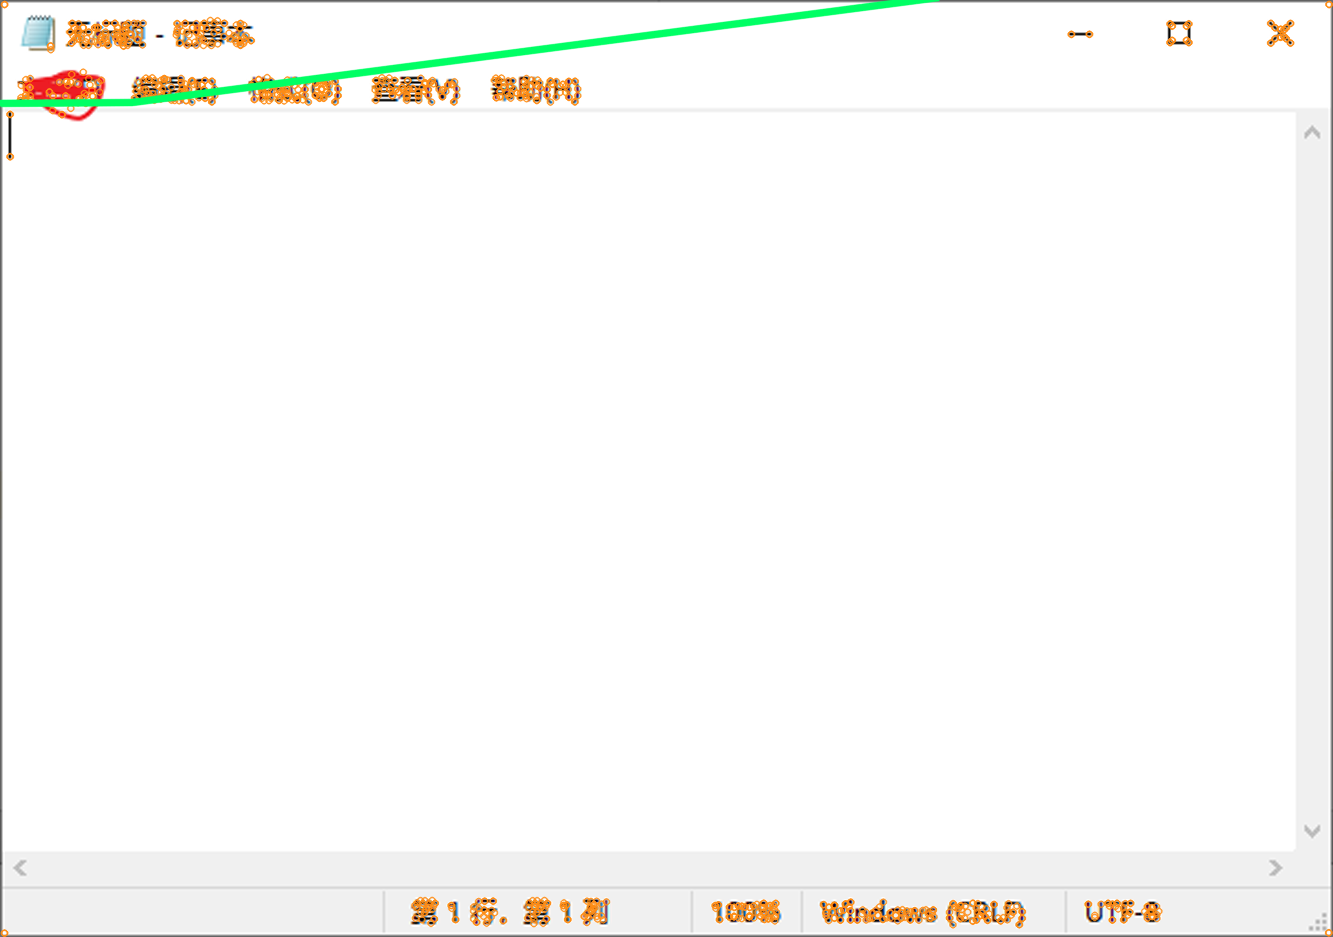 无标题 - 记事本
编辑(E) 格式(O) 查看(V) 帮助(H)
第 1 行，第 1 列 100% Windows (CRLF) UTF-8